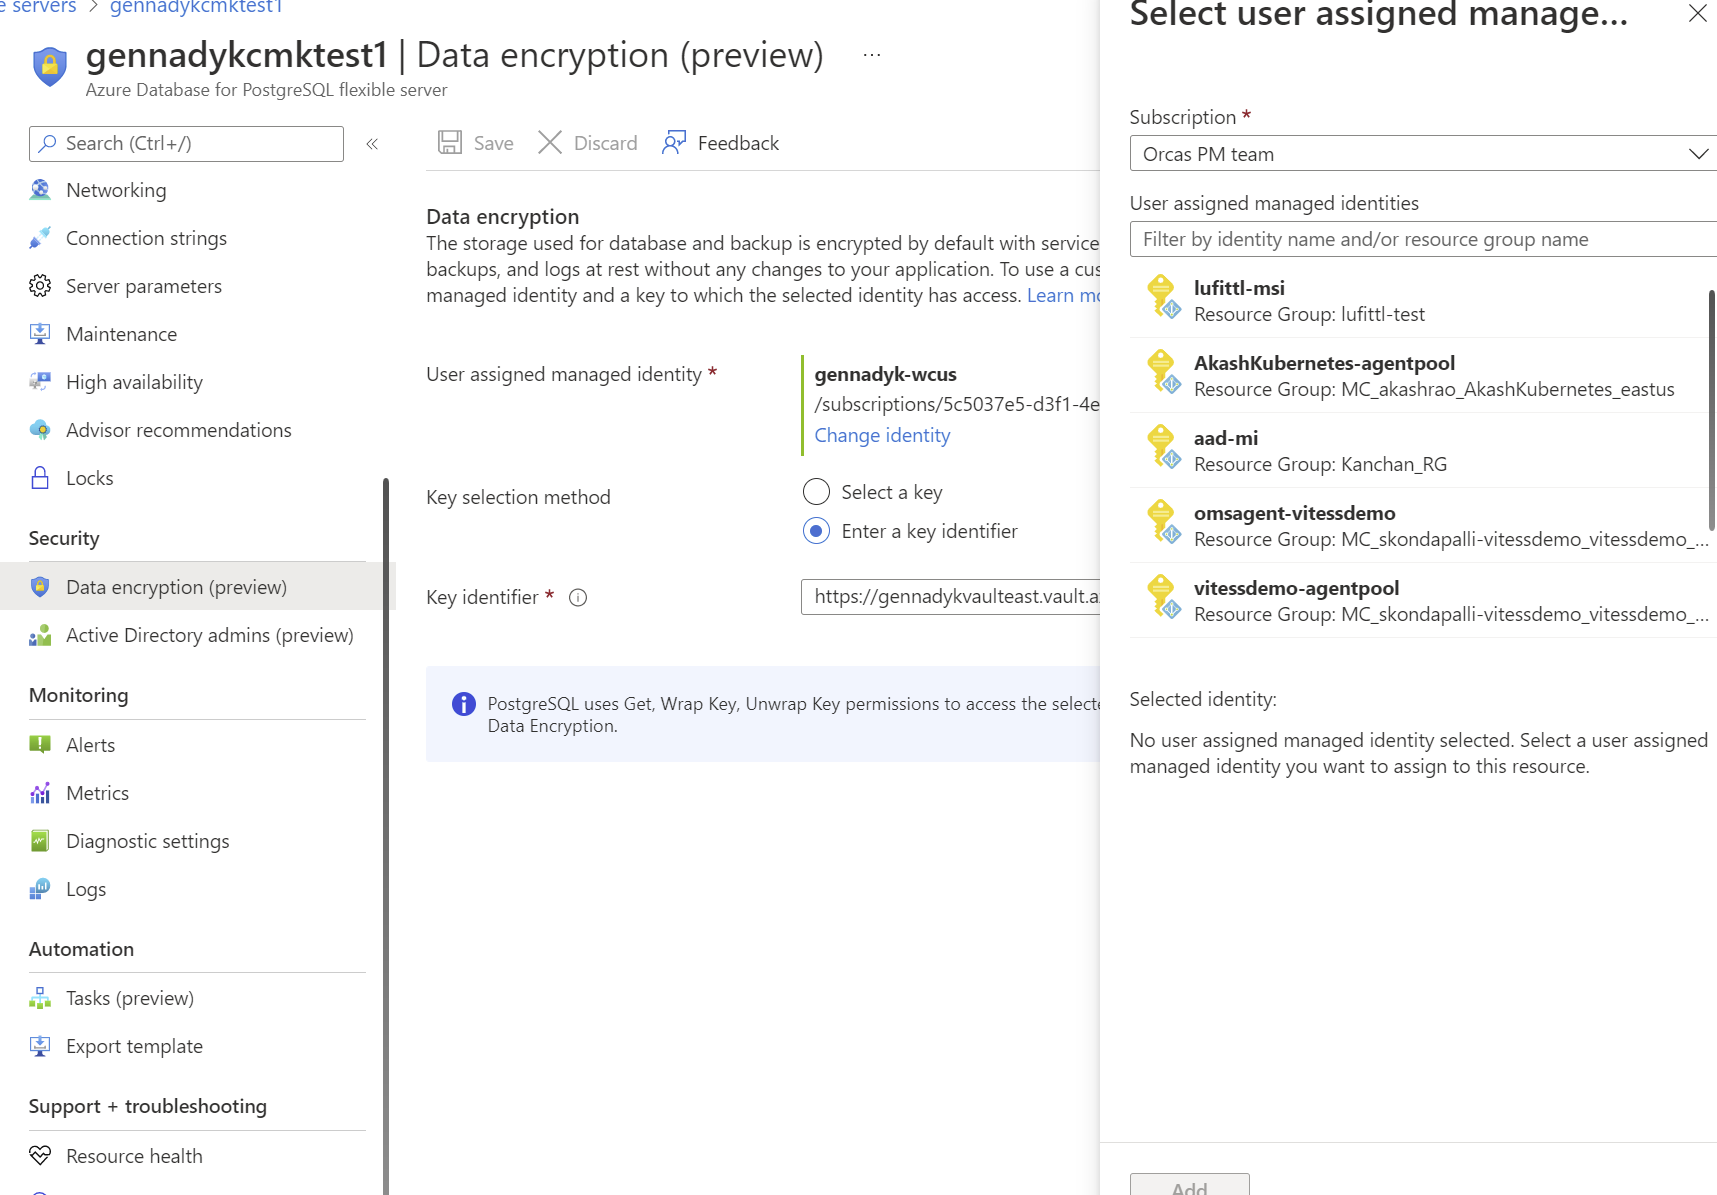 e servers > gennadykcmktest1
gennadykcmktest1 | Data encryption (preview) ...
Azure Database for PostgreSQL flexible server
Search (Ctrl+/) «
Networking
Connection strings
Server parameters
Maintenance
High availability
Advisor recommendations
Locks
Security
Data encryption (preview)
Active Directory admins (preview)
Monitoring
Alerts
Metrics
Diagnostic settings
Logs
Automation
Tasks (preview)
Export template
Support + troubleshooting
Resource health
Save Discard Feedback
Data encryption
The storage used for database and backup is encrypted by default with service
backups, and logs at rest without any changes to your application. To use a cus
managed identity and a key to which the selected identity has access. Learn mo
User assigned managed identity *
gennadyk-wcus
/subscriptions/5c5037e5-d3f1-4e
Change identity
Key selection method
Select a key
Enter a key identifier
Key identifier *
https://gennadykvaulteast.vault.a
PostgreSQL uses Get, Wrap Key, Unwrap Key permissions to access the selecte
Data Encryption.
Select user assigned manage...
Subscription *
Orcas PM team
User assigned managed identities
Filter by identity name and/or resource group name
lufittl-msi
Resource Group: lufittl-test
AkashKubernetes-agentpool
Resource Group: MC_akashrao_AkashKubernetes_eastus
aad-mi
Resource Group: Kanchan_RG
omsagent-vitessdemo
Resource Group: MC_skondapalli-vitessdemo_vitessdemo_...
vitessdemo-agentpool
Resource Group: MC_skondapalli-vitessdemo_vitessdemo_...
Selected identity:
No user assigned managed identity selected. Select a user assigned
managed identity you want to assign to this resource.
Add